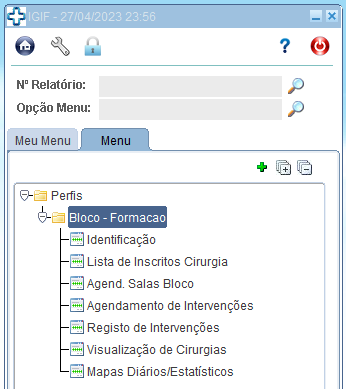 IGIF - 27/04/2023 23:56
?
Nº Relatório:
Opção Menu:
Meu Menu Menu
Perfis
Bloco - Formacao
Identificação
Lista de Inscritos Cirurgia
Agend. Salas Bloco
Agendamento de Intervenções
Registo de Intervenções
Visualização de Cirurgias
Mapas Diários/Estatísticos